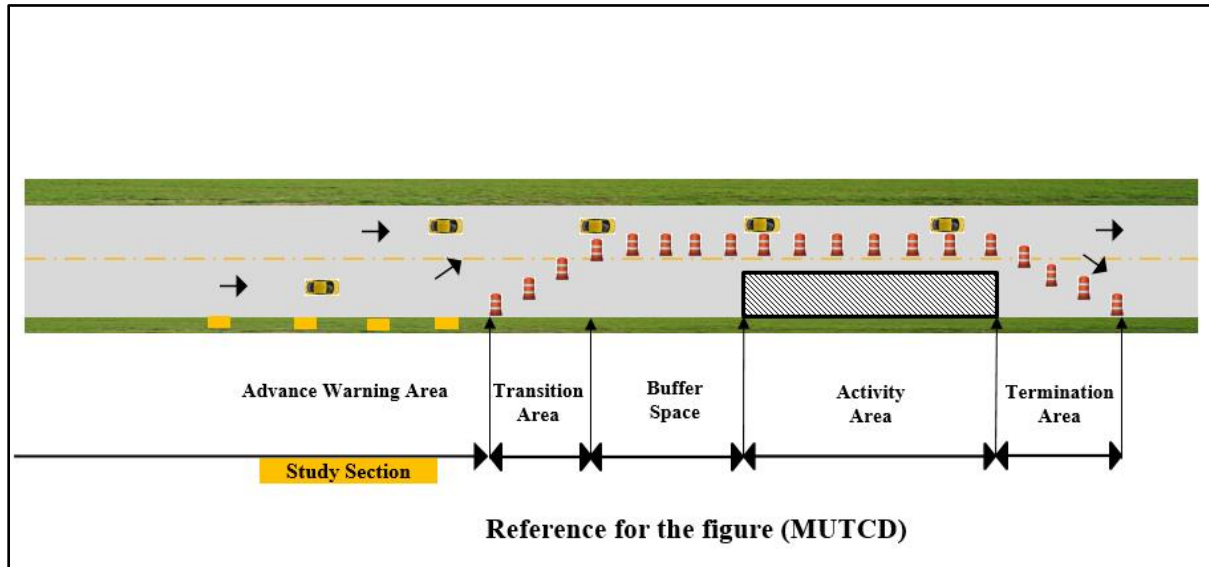 Advance Warning Area
Transition
Area
Buffer
Space
Activity
Area
Termination
Area
Study Section
Reference for the figure (MUTCD)